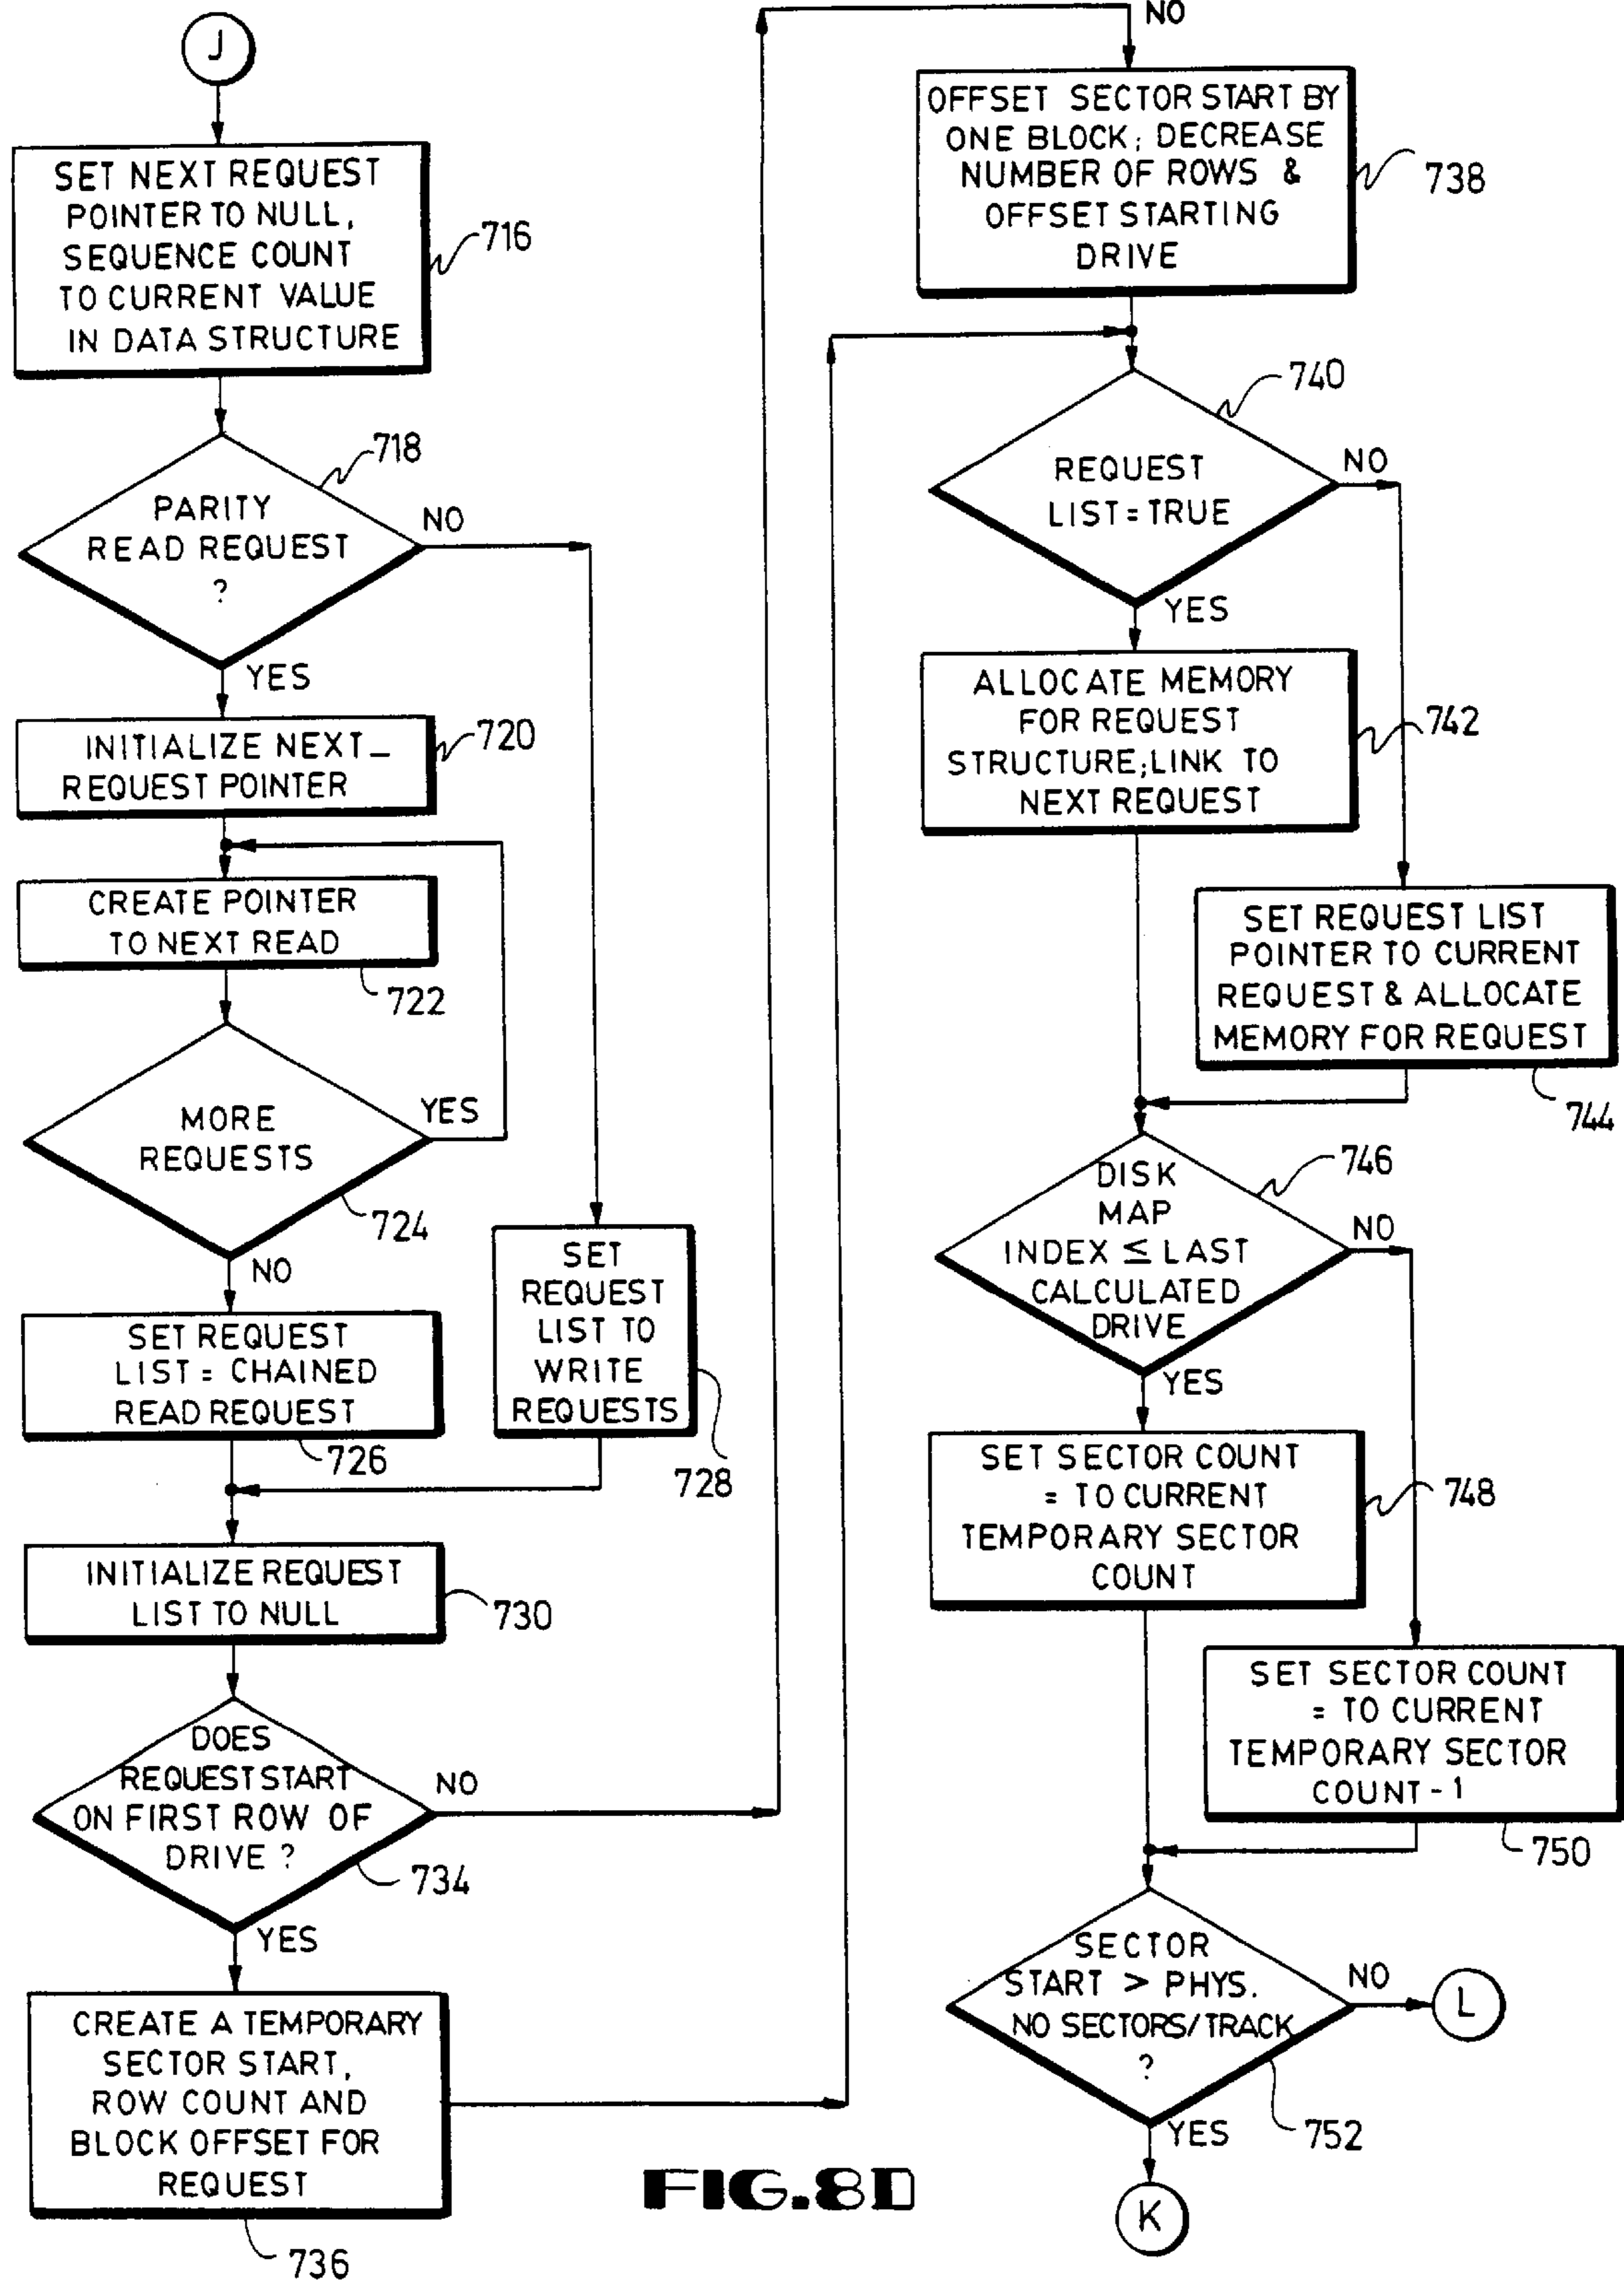 J
SET NEXT REQUEST
POINTER TO NULL,
SEQUENCE COUNT
TO CURRENT VALUE
IN DATA STRUCTURE
716
718
PARITY
READ REQUEST
?
NO
YES
INITIALIZE NEXT_
REQUEST POINTER
720
CREATE POINTER
TO NEXT READ
722
MORE
REQUESTS
YES
724
NO
SET REQUEST
LIST = CHAINED
READ REQUEST
726
SET
REQUEST
LIST TO
WRITE
REQUESTS
728
INITIALIZE REQUEST
LIST TO NULL
730
DOES
REQUEST START
ON FIRST ROW OF
DRIVE ?
NO
734
YES
CREATE A TEMPORARY
SECTOR START,
ROW COUNT AND
BLOCK OFFSET FOR
REQUEST
736
NO
OFFSET SECTOR START BY
ONE BLOCK; DECREASE
NUMBER OF ROWS &
OFFSET STARTING
DRIVE
738
740
REQUEST
LIST = TRUE
NO
YES
ALLOCATE MEMORY
FOR REQUEST
STRUCTURE; LINK TO
NEXT REQUEST
742
SET REQUEST LIST
POINTER TO CURRENT
REQUEST & ALLOCATE
MEMORY FOR REQUEST
744
746
DISK
MAP
INDEX ≤ LAST
CALCULATED
DRIVE
NO
YES
SET SECTOR COUNT
= TO CURRENT
TEMPORARY SECTOR
COUNT
748
SET SECTOR COUNT
= TO CURRENT
TEMPORARY SECTOR
COUNT - 1
750
SECTOR
START > PHYS.
NO SECTORS/TRACK
?
NO
L
752
YES
K
FIG.8D